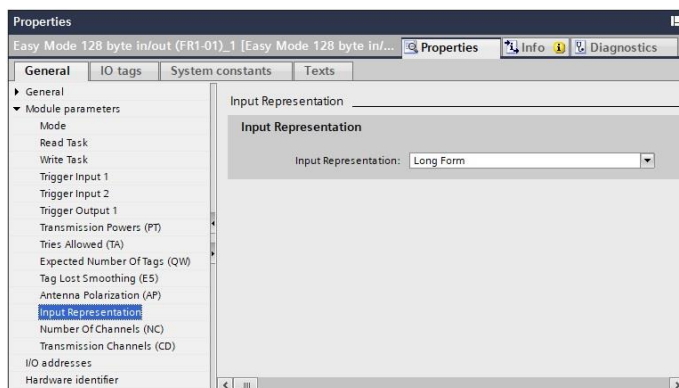 Properties
Easy Mode 128 byte in/out (FR1-01)_1 [Easy Mode 128 byte in/...
Properties
Info
Diagnostics
General
IO tags
System constants
Texts
General
Module parameters
Mode
Read Task
Write Task
Trigger Input 1
Trigger Input 2
Trigger Output 1
Transmission Powers (PT)
Tries Allowed (TA)
Expected Number Of Tags (QW)
Tag Lost Smoothing (E5)
Antenna Polarization (AP)
Input Representation
Number Of Channels (NC)
Transmission Channels (CD)
I/O addresses
Hardware identifier
Input Representation
Input Representation
Input Representation: Long Form